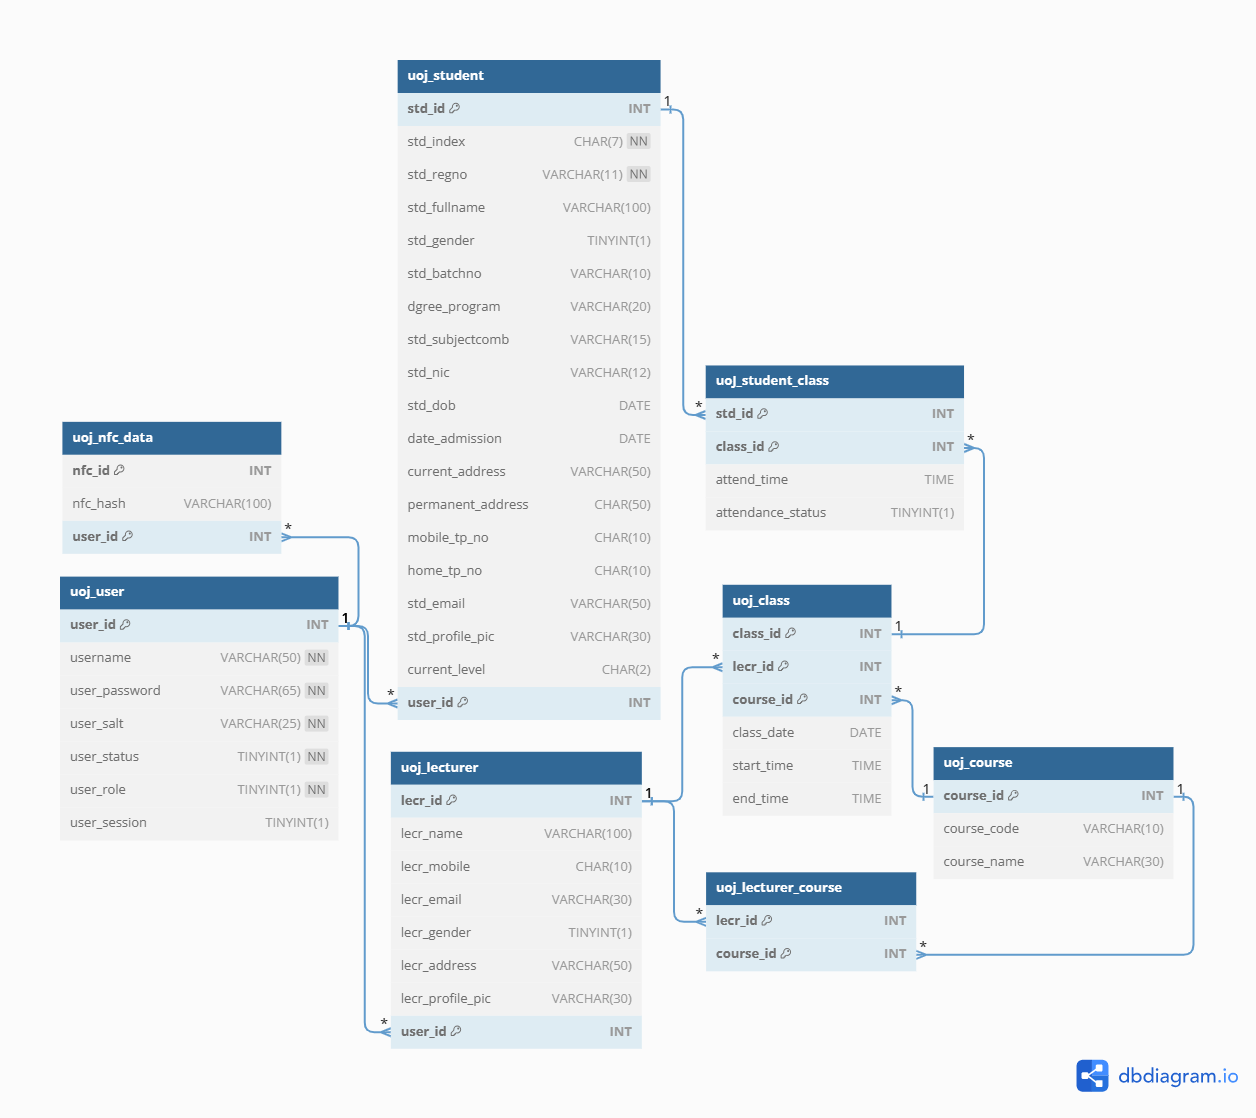 uoj_student
std_id INT
std_index CHAR(7) NN
std_regno VARCHAR(11) NN
std_fullname VARCHAR(100)
std_gender TINYINT(1)
std_batchno VARCHAR(10)
dgree_program VARCHAR(20)
std_subjectcomb VARCHAR(15)
std_nic VARCHAR(12)
std_dob DATE
date_admission DATE
current_address VARCHAR(50)
permanent_address CHAR(50)
mobile_tp_no CHAR(10)
home_tp_no CHAR(10)
std_email VARCHAR(50)
std_profile_pic VARCHAR(30)
current_level CHAR(2)
user_id INT
1
*
*
uoj_student_class
std_id INT
class_id INT
attend_time TIME
attendance_status TINYINT(1)
*
uoj_nfc_data
nfc_id INT
nfc_hash VARCHAR(100)
user_id INT
*
uoj_user
user_id INT
username VARCHAR(50) NN
user_password VARCHAR(65) NN
user_salt VARCHAR(25) NN
user_status TINYINT(1) NN
user_role TINYINT(1) NN
user_session TINYINT(1)
1
uoj_class
class_id INT
lecr_id INT
course_id INT
class_date DATE
start_time TIME
end_time TIME
1
*
*
uoj_lecturer
lecr_id INT
lecr_name VARCHAR(100)
lecr_mobile CHAR(10)
lecr_email VARCHAR(30)
lecr_gender TINYINT(1)
lecr_address VARCHAR(50)
lecr_profile_pic VARCHAR(30)
user_id INT
1
*
uoj_course
course_id INT
course_code VARCHAR(10)
course_name VARCHAR(30)
1
1
uoj_lecturer_course
lecr_id INT
course_id INT
*
*
dbdiagram.io